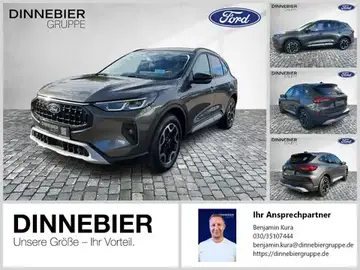 DINNEBIER
GRUPPE
Ford
DINNEBIER
Unsere Größe – Ihr Vorteil.
Ihr Ansprechpartner
Benjamin Kura
030/35107444
benjamin.kura@dinnebiergruppe.de
https://dinnebiergruppe.de